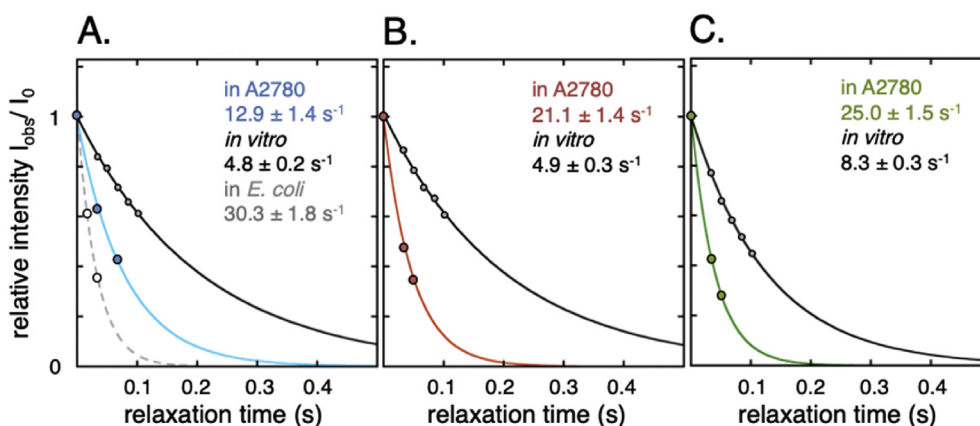 A.
in A2780
12.9 ± 1.4 s⁻¹
in vitro
4.8 ± 0.2 s⁻¹
in E. coli
30.3 ± 1.8 s⁻¹
relative intensity I_obs/ I_0
1
0
0.1 0.2 0.3 0.4
relaxation time (s)
B.
in A2780
21.1 ± 1.4 s⁻¹
in vitro
4.9 ± 0.3 s⁻¹
0.1 0.2 0.3 0.4
relaxation time (s)
C.
in A2780
25.0 ± 1.5 s⁻¹
in vitro
8.3 ± 0.3 s⁻¹
0.1 0.2 0.3 0.4
relaxation time (s)